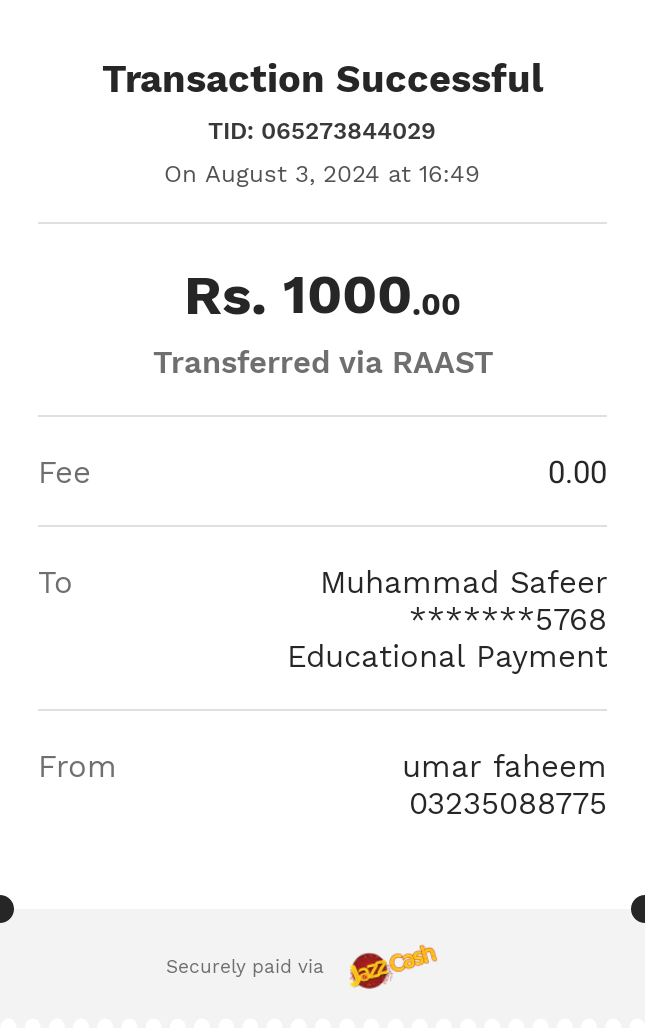 Transaction Successful
TID: 065273844029
On August 3, 2024 at 16:49
Rs. 1000.00
Transferred via RAAST
Fee 0.00
To Muhammad Safeer
*******5768
Educational Payment
From umar faheem
03235088775
Securely paid via JazzCash